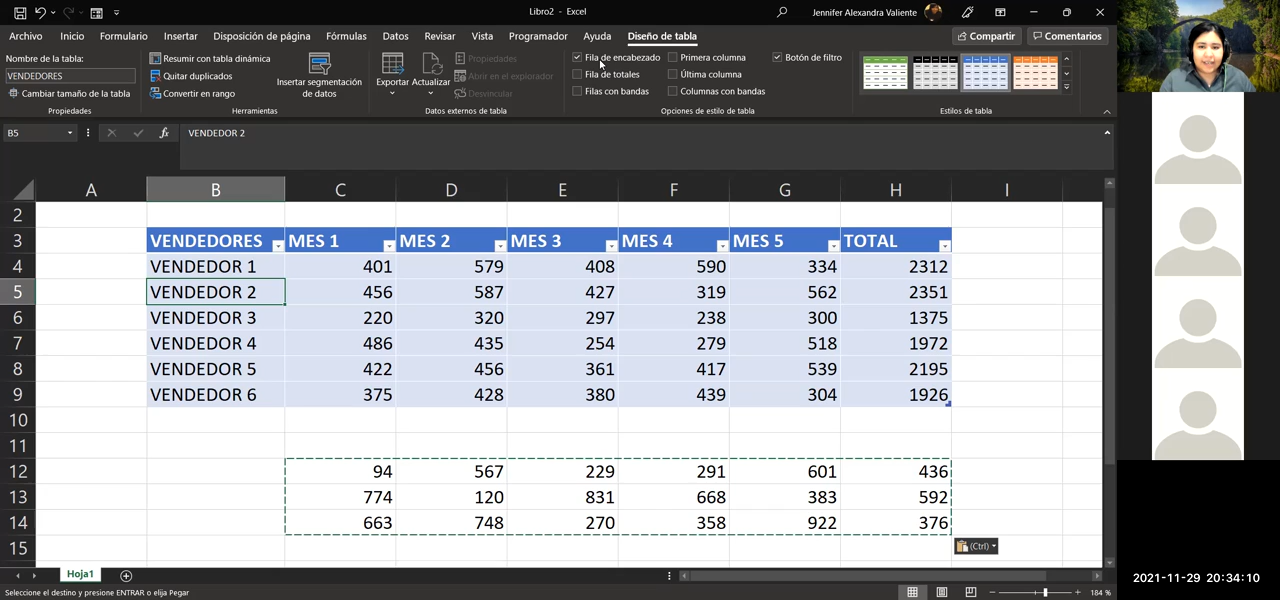 Libro2 - Excel
Jennifer Alexandra Valiente
Archivo Inicio Formulario Insertar Disposición de página Fórmulas Datos Revisar Vista Programador Ayuda Diseño de tabla Compartir Comentarios
Nombre de la tabla:
VENDEDORES
Cambiar tamaño de la tabla
Propiedades
Resumir con tabla dinámica
Quitar duplicados
Convertir en rango
Insertar segmentación
de datos
Herramientas
Exportar Actualizar
Propiedades
Abrir en el explorador
Desvincular
Datos externos de tabla
Fila de encabezado Primera columna Botón de filtro
Fila de totales Última columna
Filas con bandas Columnas con bandas
Opciones de estilo de tabla
Estilos de tabla
B5 fx VENDEDOR 2
A B C D E F G H I
2
3 VENDEDORES MES 1 MES 2 MES 3 MES 4 MES 5 TOTAL
4 VENDEDOR 1 401 579 408 590 334 2312
5 VENDEDOR 2 456 587 427 319 562 2351
6 VENDEDOR 3 220 320 297 238 300 1375
7 VENDEDOR 4 486 435 254 279 518 1972
8 VENDEDOR 5 422 456 361 417 539 2195
9 VENDEDOR 6 375 428 380 439 304 1926
10
11
12 94 567 229 291 601 436
13 774 120 831 668 383 592
14 663 748 270 358 922 376
15
(Ctrl)
Hoja1
Seleccione el destino y presione ENTRAR o elija Pegar
184 %
2021-11-29 20:34:10